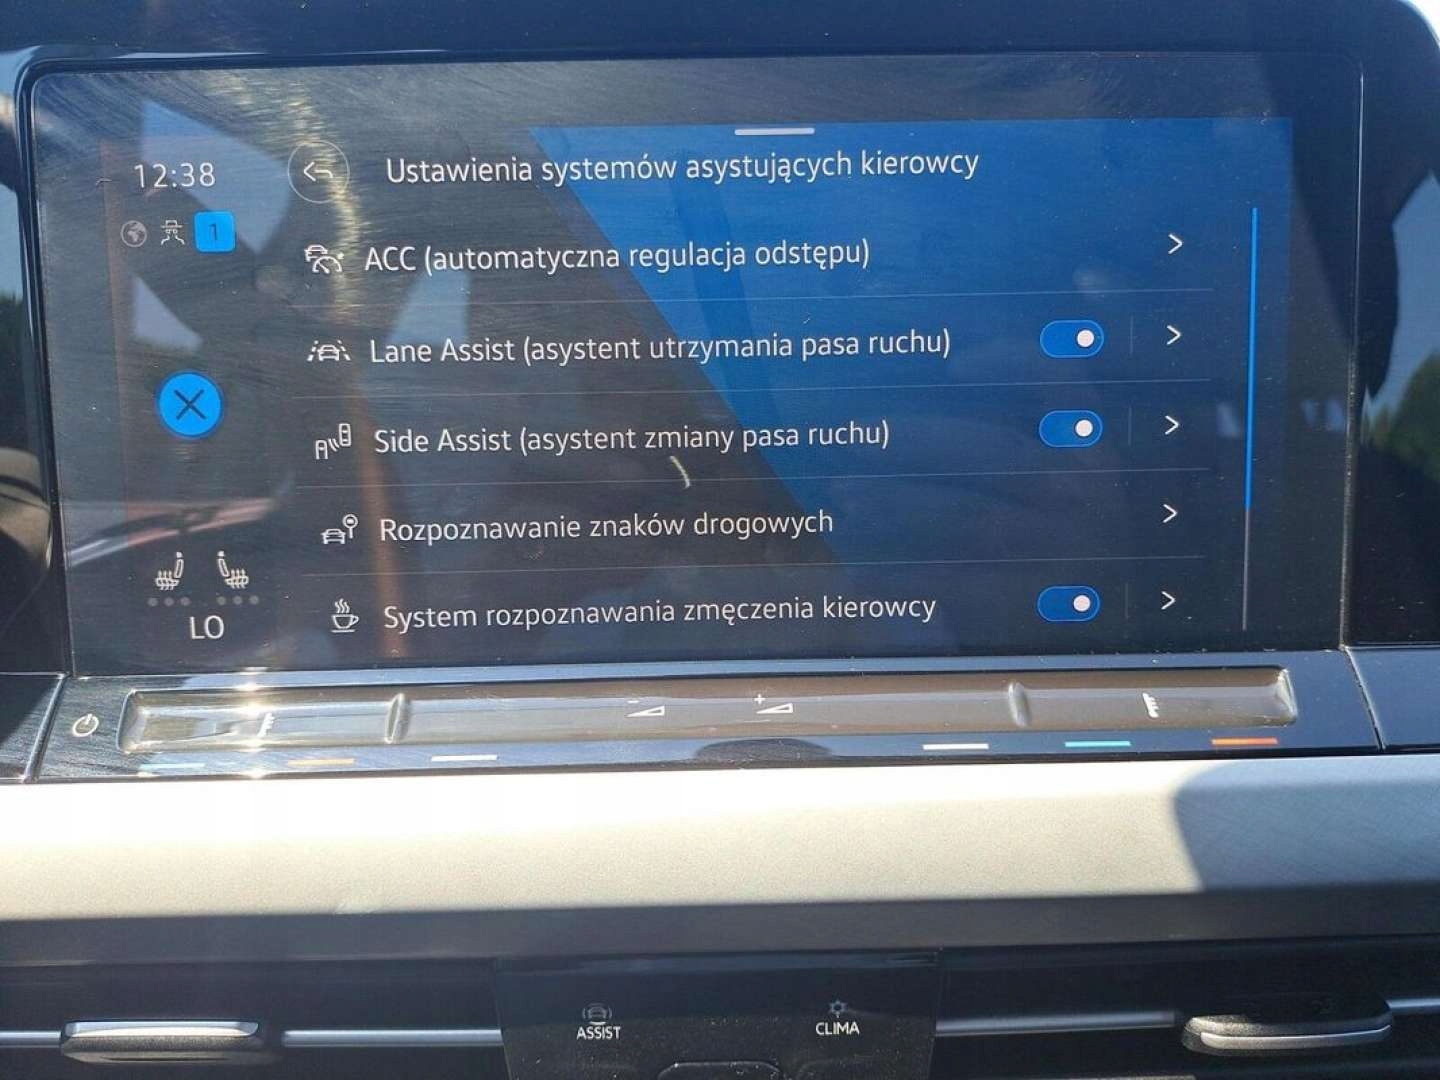 12:38
Ustawienia systemów asystujących kierowcy
1
ACC (automatyczna regulacja odstępu)
Lane Assist (asystent utrzymania pasa ruchu)
Side Assist (asystent zmiany pasa ruchu)
Rozpoznawanie znaków drogowych
System rozpoznawania zmęczenia kierowcy
LO
- +
ASSIST CLIMA